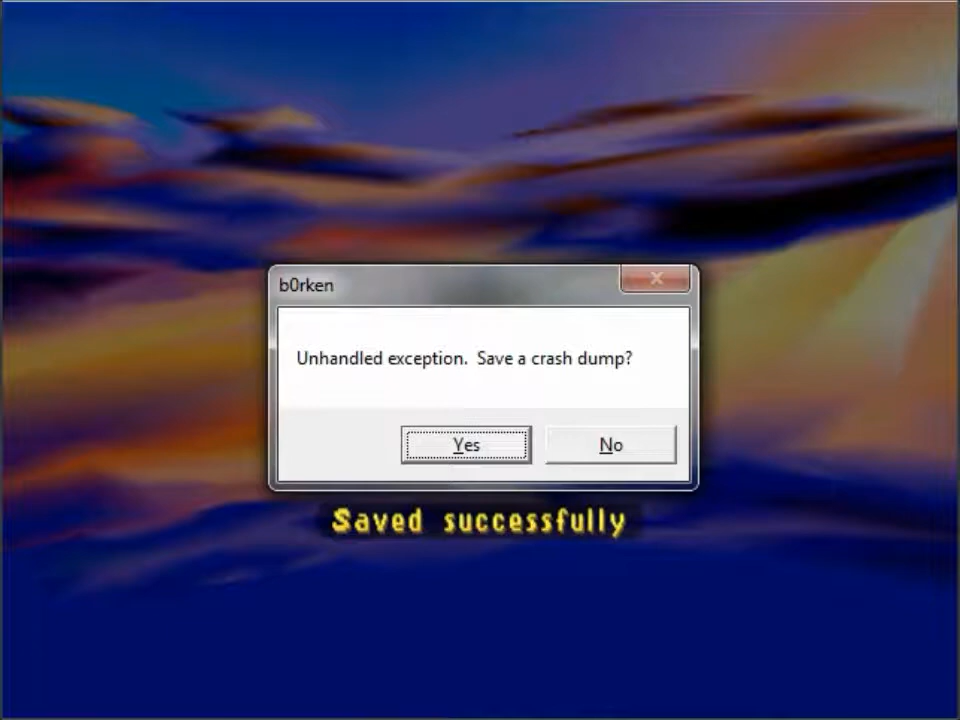 b0rken
Unhandled exception.  Save a crash dump?
Yes
No
Saved successfully